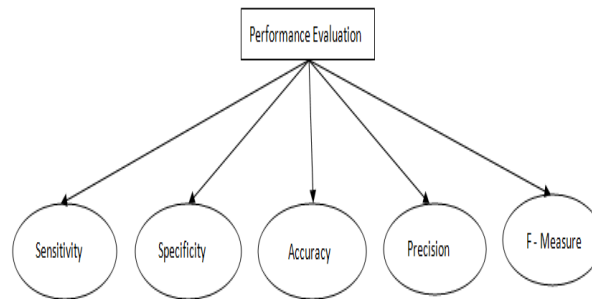 Performance Evaluation
Sensitivity
Specificity
Accuracy
Precision
F - Measure